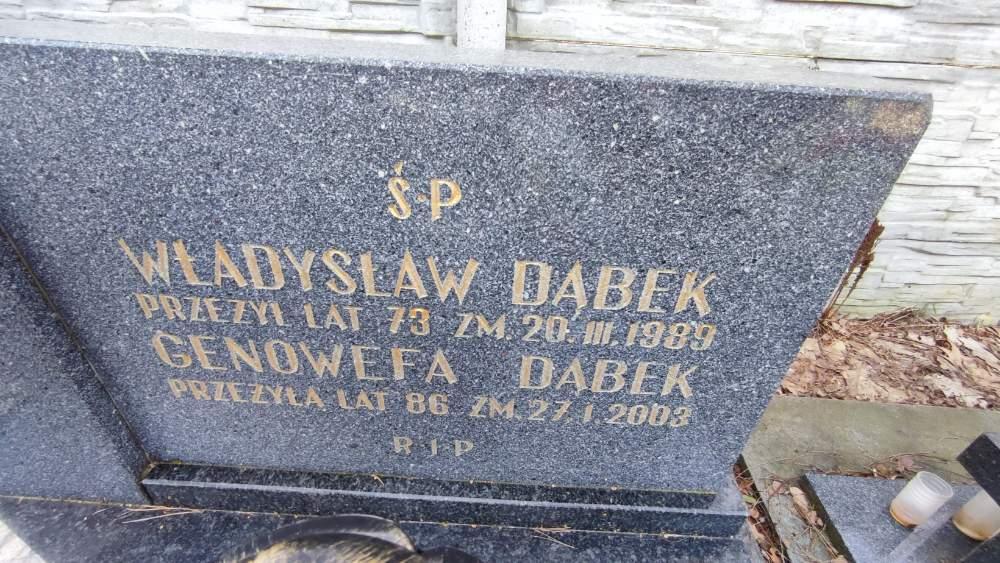 Ś·P
WŁADYSŁAW DĄBEK
PRZEŻYŁ LAT 73 ZM. 20.III.1989
GENOWEFA DĄBEK
PRZEŻYŁA LAT 86 ZM. 27.I.2003
R·I·P